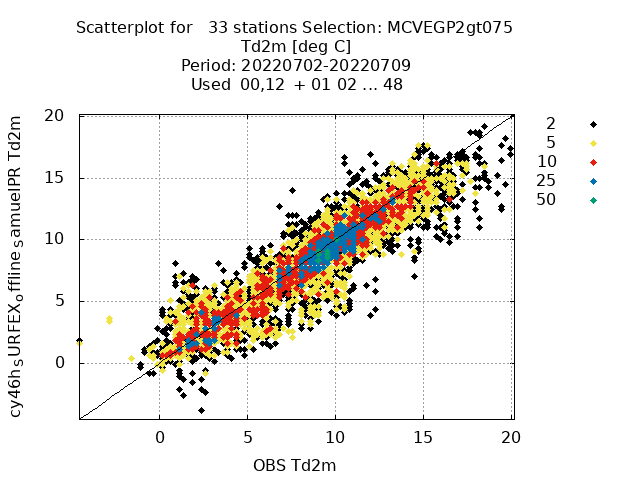 Scatterplot for   33 stations Selection: MCVEGP2gt075
Td2m [deg C]
Period: 20220702-20220709
Used  00,12  + 01 02 ... 48
cy46h_sURFEX_offline_samuelPR Td2m
20
15
10
5
0
0
5
10
15
20
OBS Td2m
2
5
10
25
50